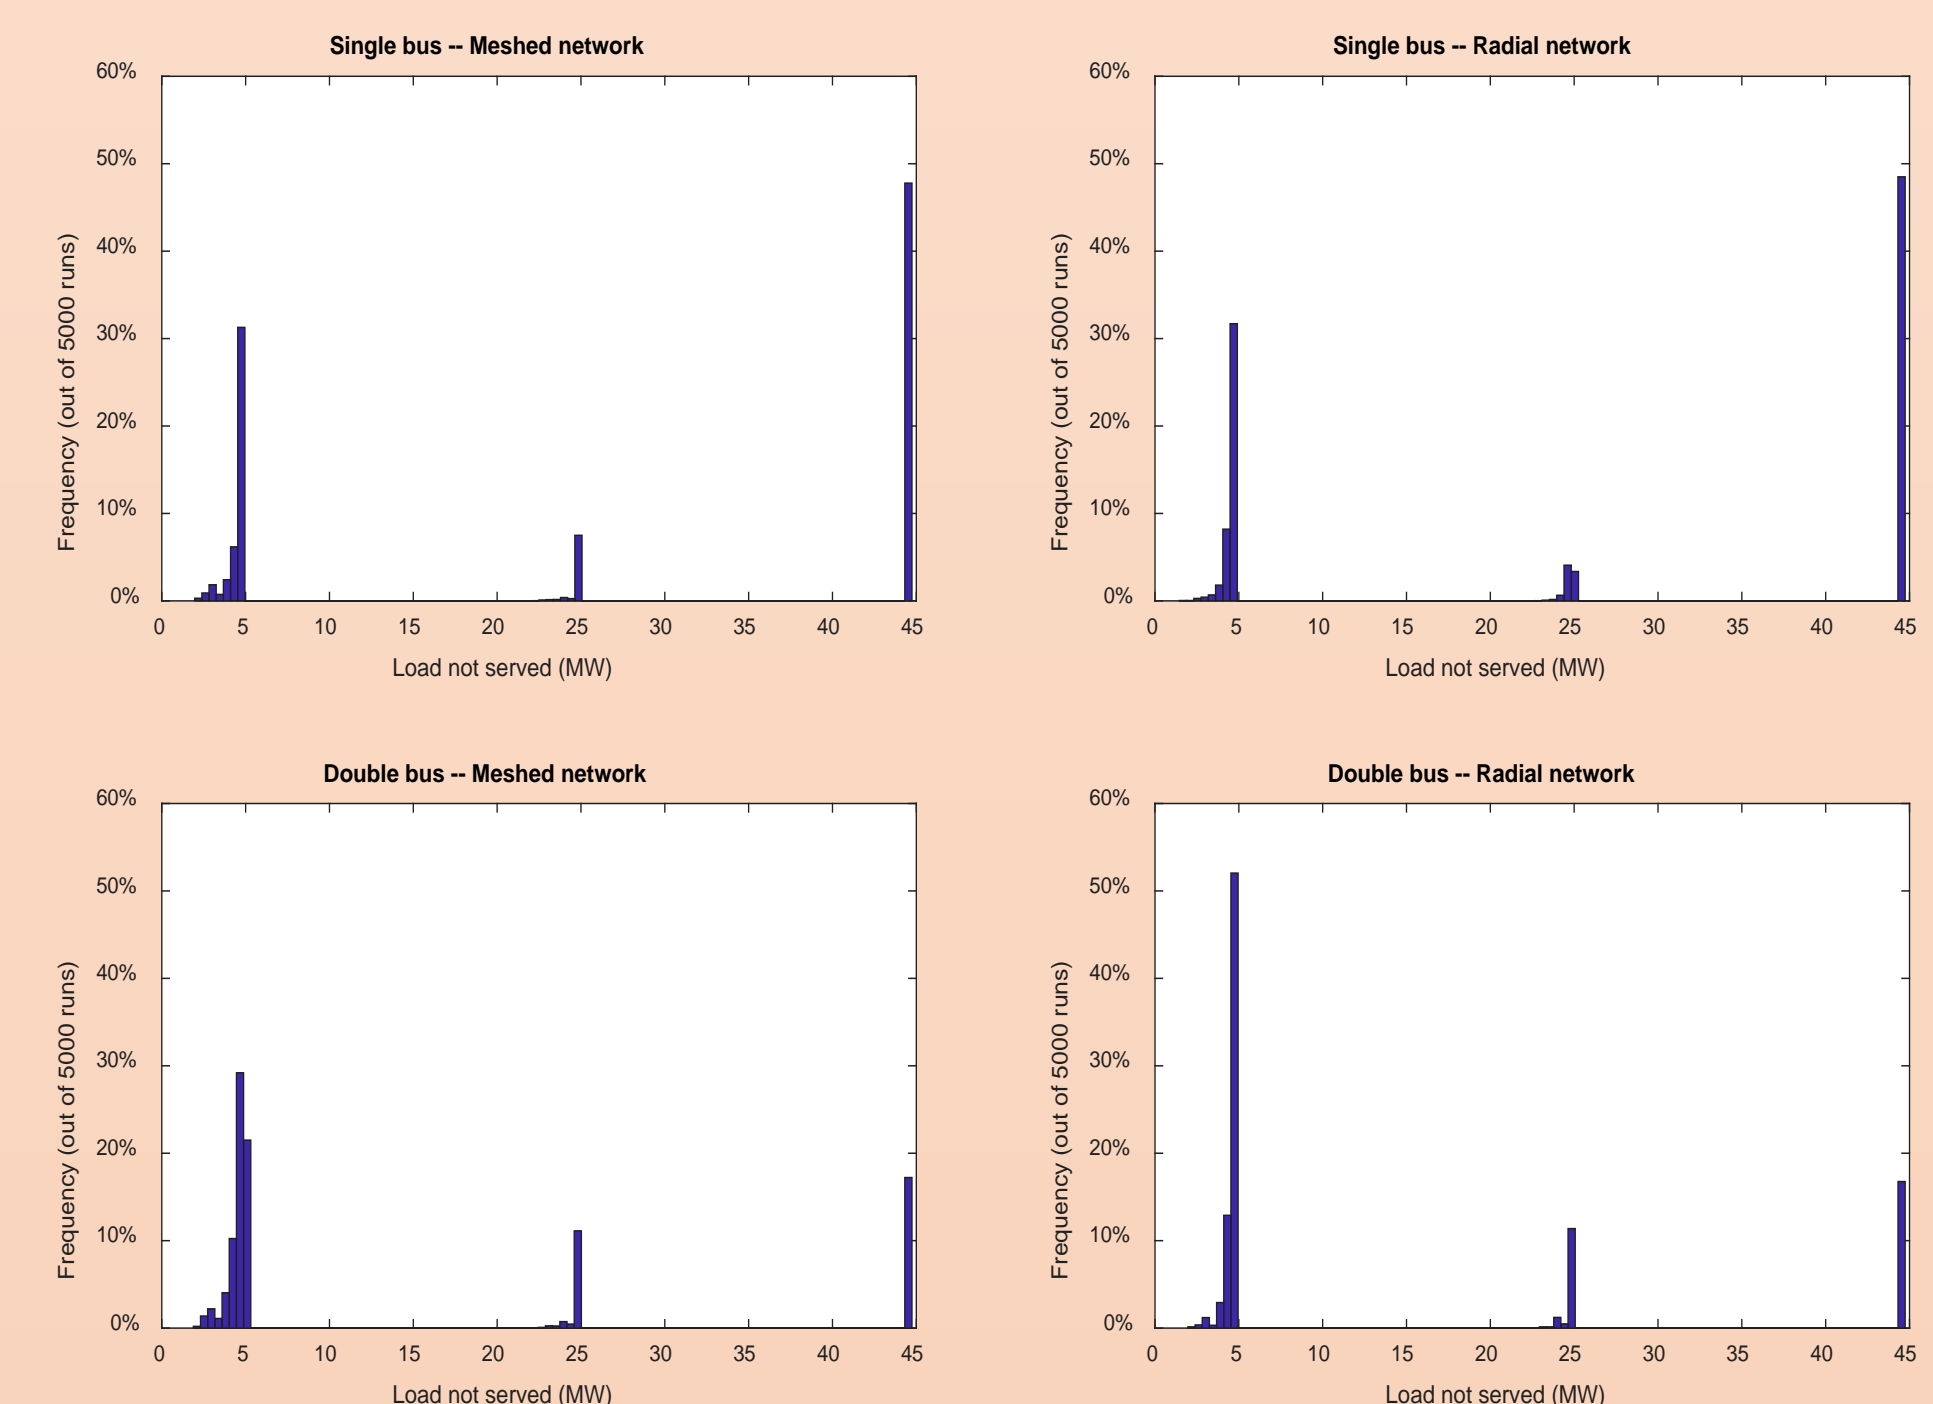 Single bus -- Meshed network
60%
50%
40%
30%
20%
10%
0%
Frequency (out of 5000 runs)
0 5 10 15 20 25 30 35 40 45
Load not served (MW)
Single bus -- Radial network
60%
50%
40%
30%
20%
10%
0%
Frequency (out of 5000 runs)
0 5 10 15 20 25 30 35 40 45
Load not served (MW)
Double bus -- Meshed network
60%
50%
40%
30%
20%
10%
0%
Frequency (out of 5000 runs)
0 5 10 15 20 25 30 35 40 45
Load not served (MW)
Double bus -- Radial network
60%
50%
40%
30%
20%
10%
0%
Frequency (out of 5000 runs)
0 5 10 15 20 25 30 35 40 45
Load not served (MW)